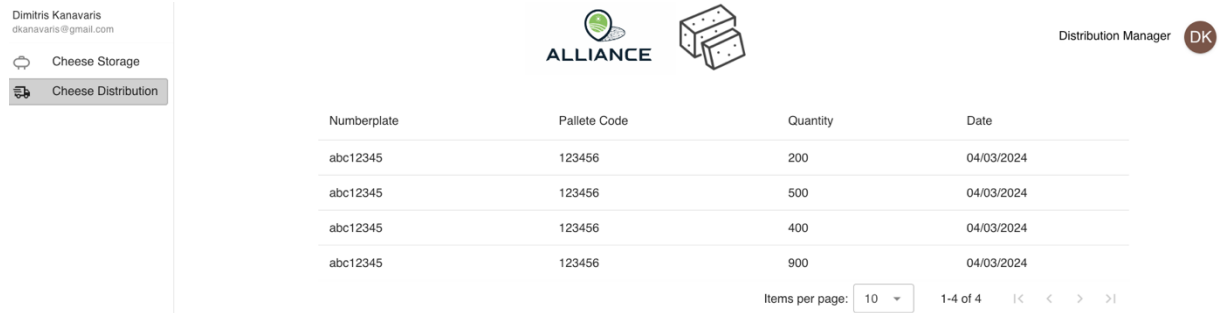 Dimitris Kanavaris
dkanavaris@gmail.com
Cheese Storage
Cheese Distribution
ALLIANCE
Distribution Manager DK
Numberplate Pallete Code Quantity Date
abc12345 123456 200 04/03/2024
abc12345 123456 500 04/03/2024
abc12345 123456 400 04/03/2024
abc12345 123456 900 04/03/2024
Items per page: 10 1-4 of 4